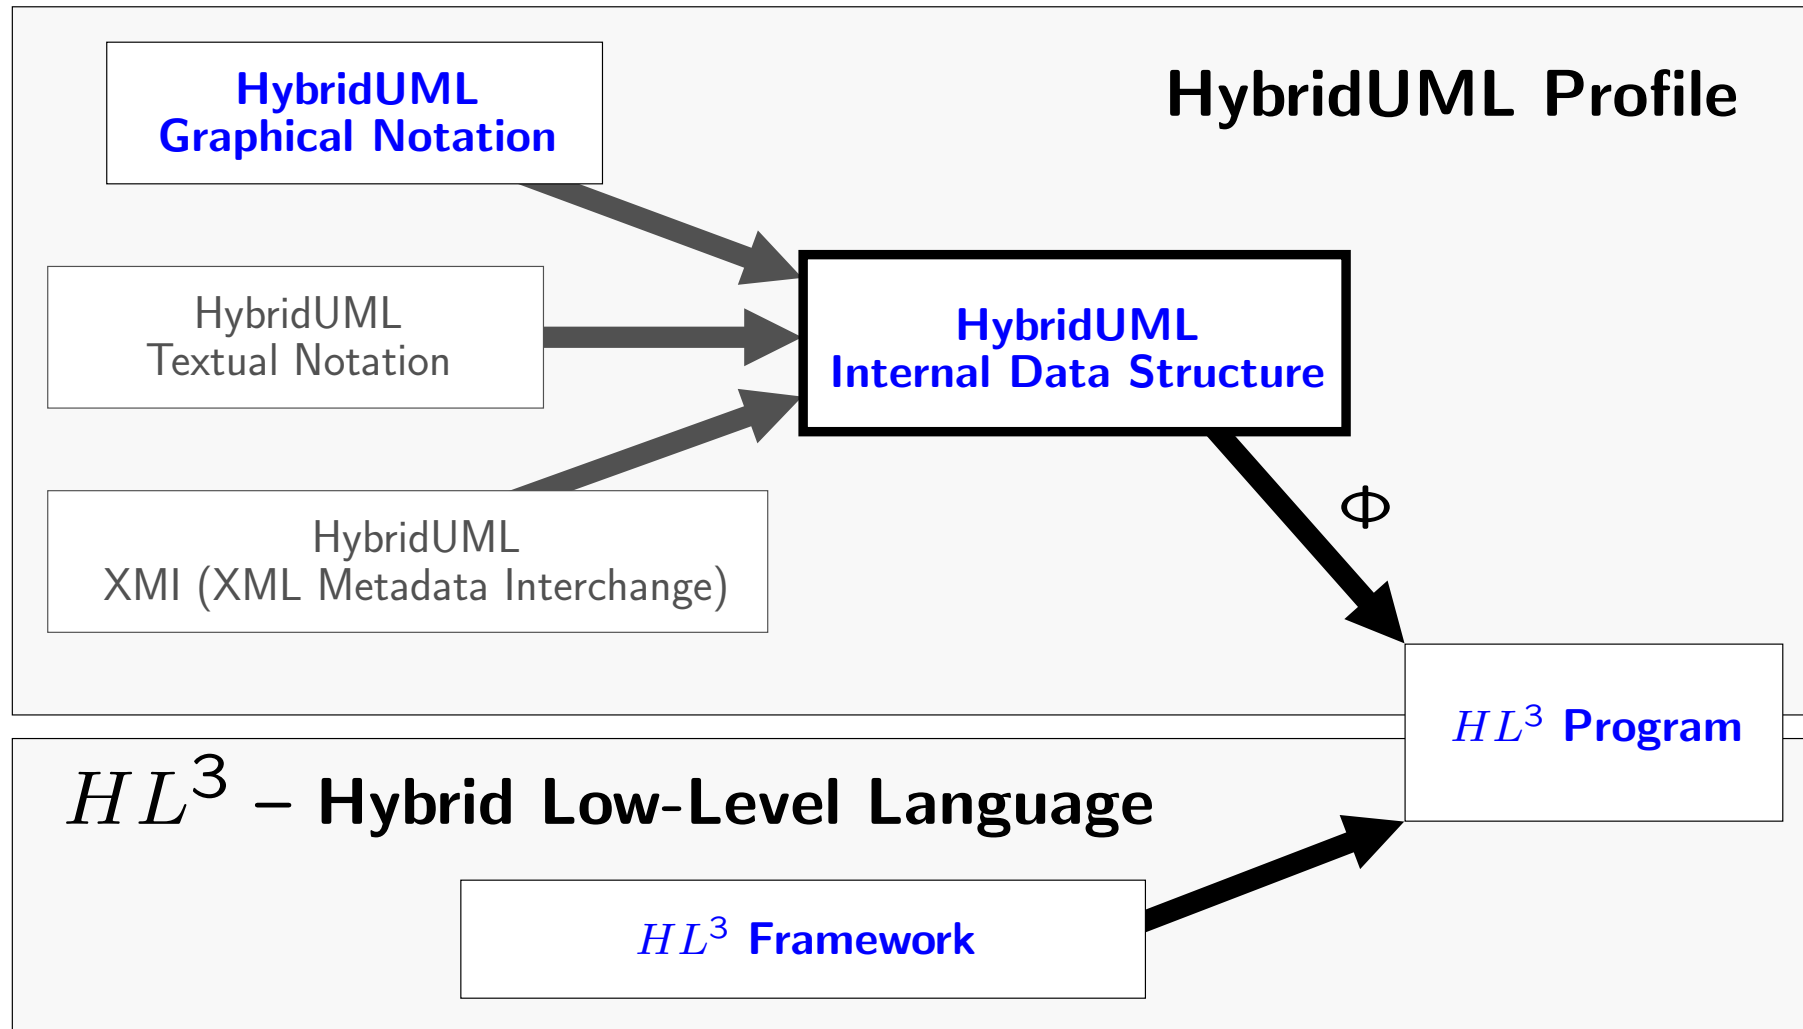 HybridUML Profile
HybridUML
Graphical Notation
HybridUML
Textual Notation
HybridUML
XMI (XML Metadata Interchange)
HybridUML
Internal Data Structure
Φ
HL³ Program
HL³ – Hybrid Low-Level Language
HL³ Framework